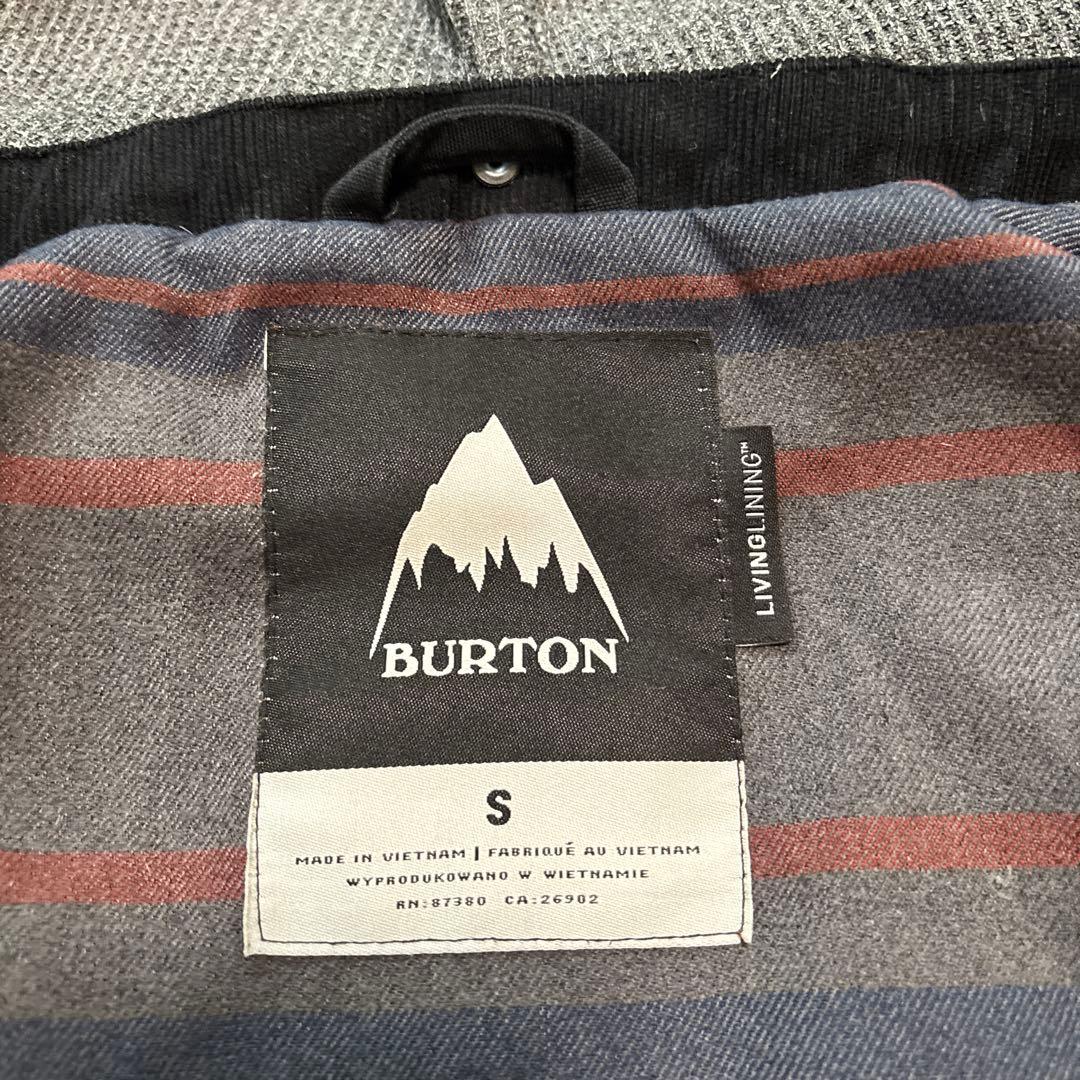 BURTON
LIVINGLINING™
S
MADE IN VIETNAM | FABRIQUÉ AU VIETNAM
WYPRODUKOWANO W WIETNAMIE
RN:87380 CA:26902